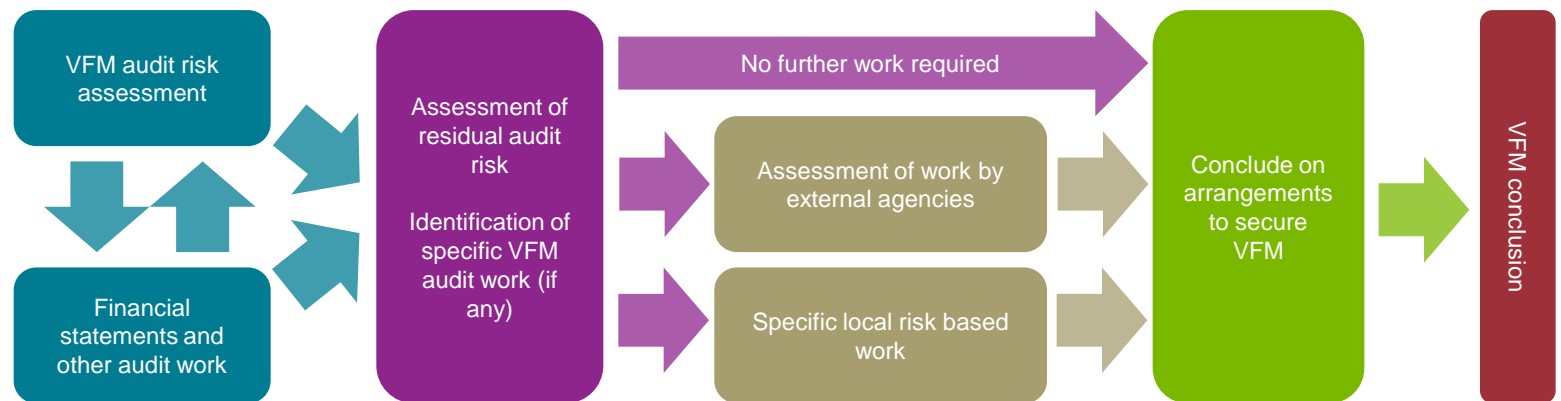 VFM audit risk
assessment
Financial
statements and
other audit work
Assessment of
residual audit
risk
Identification of
specific VFM
audit work (if
any)
No further work required
Assessment of work by
external agencies
Specific local risk based
work
Conclude on
arrangements
to secure
VFM
VFM conclusion